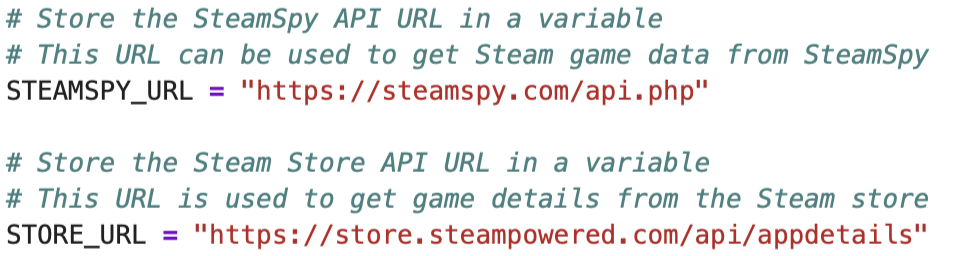 # Store the SteamSpy API URL in a variable
# This URL can be used to get Steam game data from SteamSpy
STEAMSPY_URL = "https://steamspy.com/api.php"
# Store the Steam Store API URL in a variable
# This URL is used to get game details from the Steam store
STORE_URL = "https://store.steampowered.com/api/appdetails"